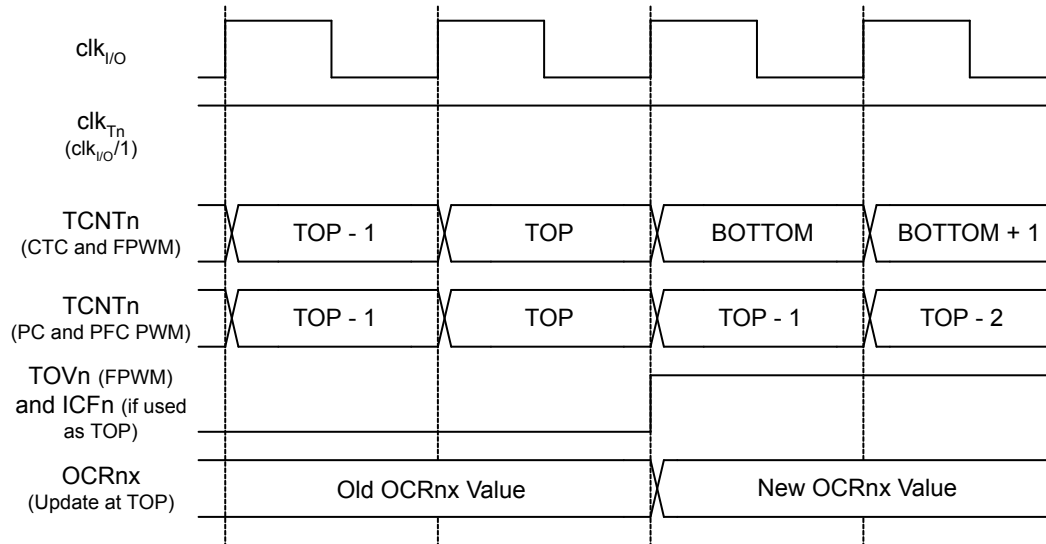 clkI/O
clkTn
(clkI/O/1)
TCNTn
(CTC and FPWM)
TOP - 1 TOP BOTTOM BOTTOM + 1
TCNTn
(PC and PFC PWM)
TOP - 1 TOP TOP - 1 TOP - 2
TOVn (FPWM)
and ICFn (if used
as TOP)
OCRnx
(Update at TOP)
Old OCRnx Value New OCRnx Value